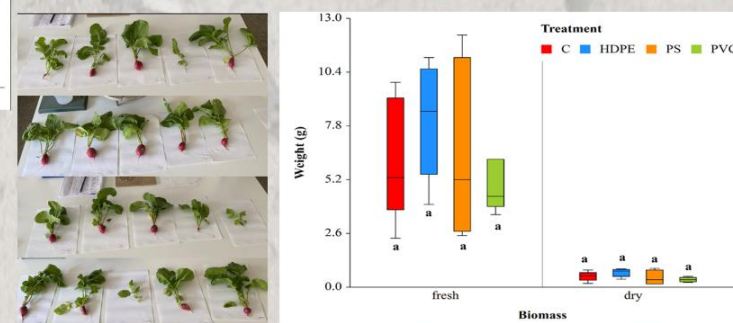 13.0
10.4
7.8
5.2
2.6
0.0
Weight (g)
Treatment
C HDPE PS PVC
a a a a
a a a a
fresh dry
Biomass